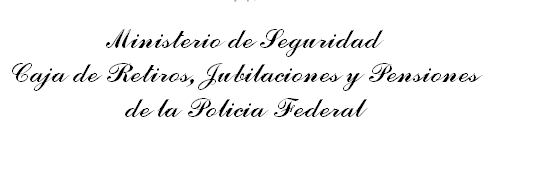 Ministerio de Seguridad
Caja de Retiros, Jubilaciones y Pensiones
de la Policia Federal